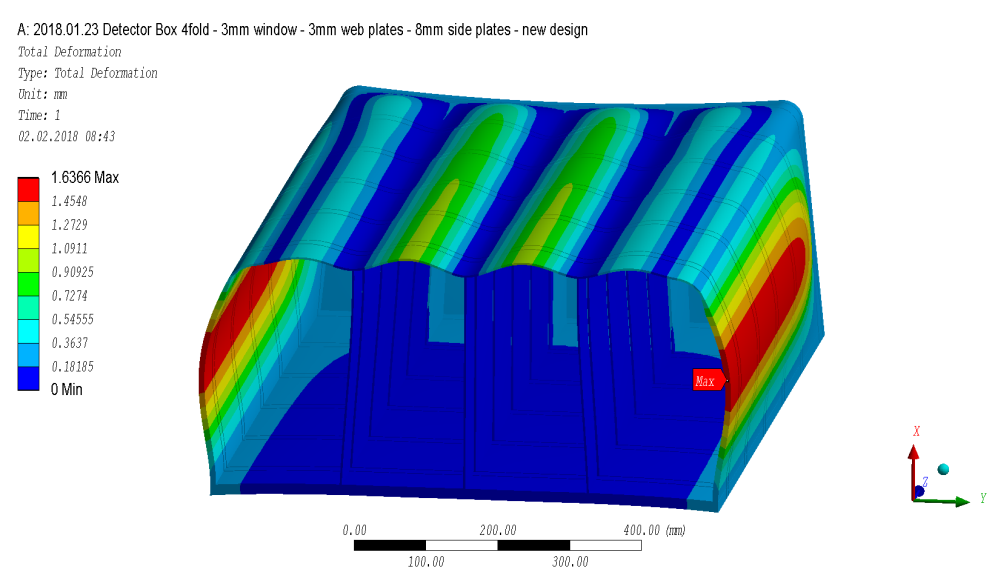 A: 2018.01.23 Detector Box 4fold - 3mm window - 3mm web plates - 8mm side plates - new design
Total Deformation
Type: Total Deformation
Unit: mm
Time: 1
02.02.2018 08:43
1.6366 Max
1.4548
1.2729
1.0911
0.90925
0.7274
0.54555
0.3637
0.18185
0 Min
Max
X
Z
Y
0.00 200.00 400.00 (mm)
100.00 300.00